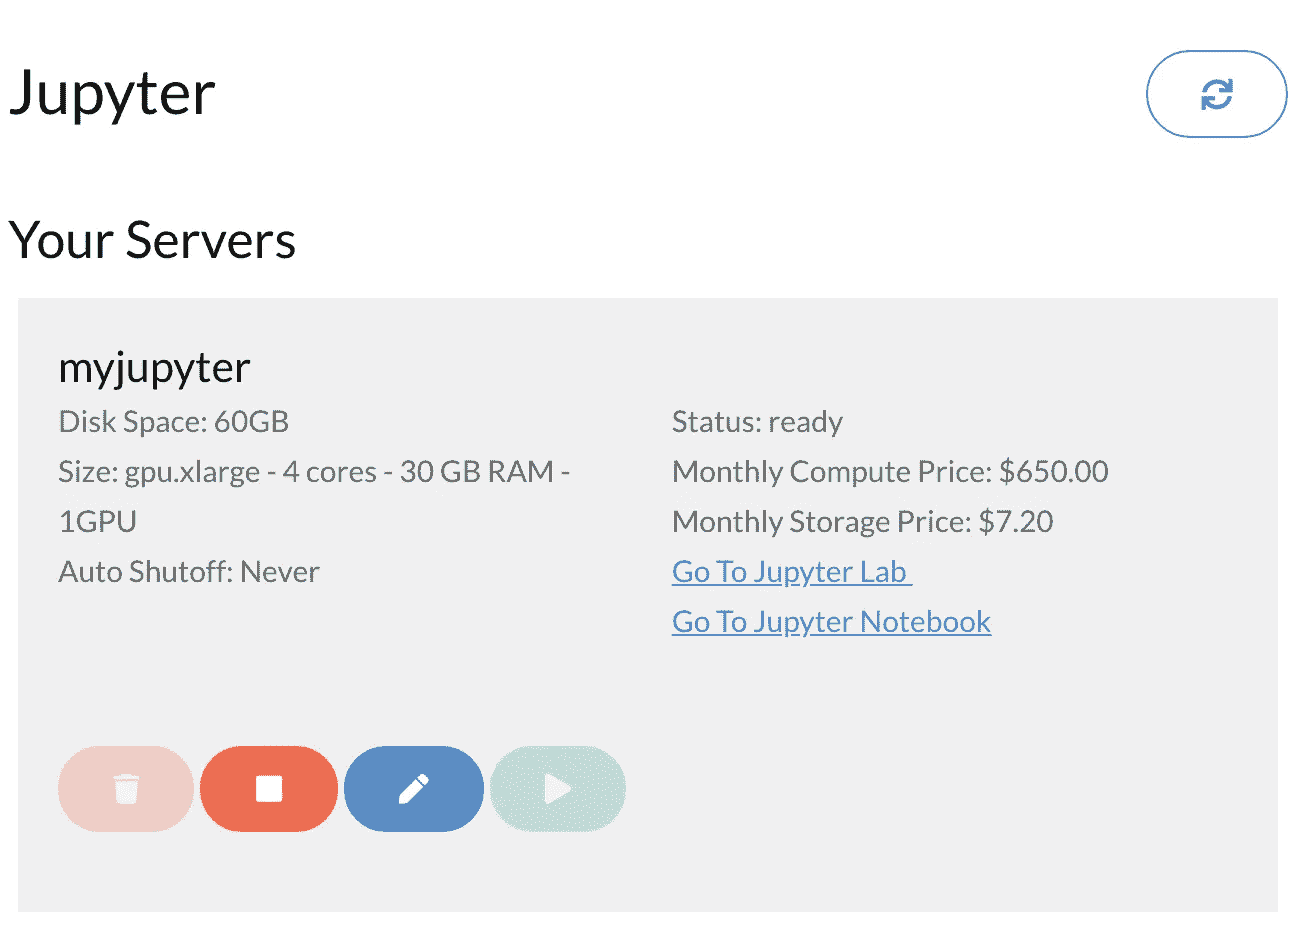 Jupyter
Your Servers
myjupyter
Disk Space: 60GB
Size: gpu.xlarge - 4 cores - 30 GB RAM -
1GPU
Auto Shutoff: Never
Status: ready
Monthly Compute Price: $650.00
Monthly Storage Price: $7.20
Go To Jupyter Lab
Go To Jupyter Notebook